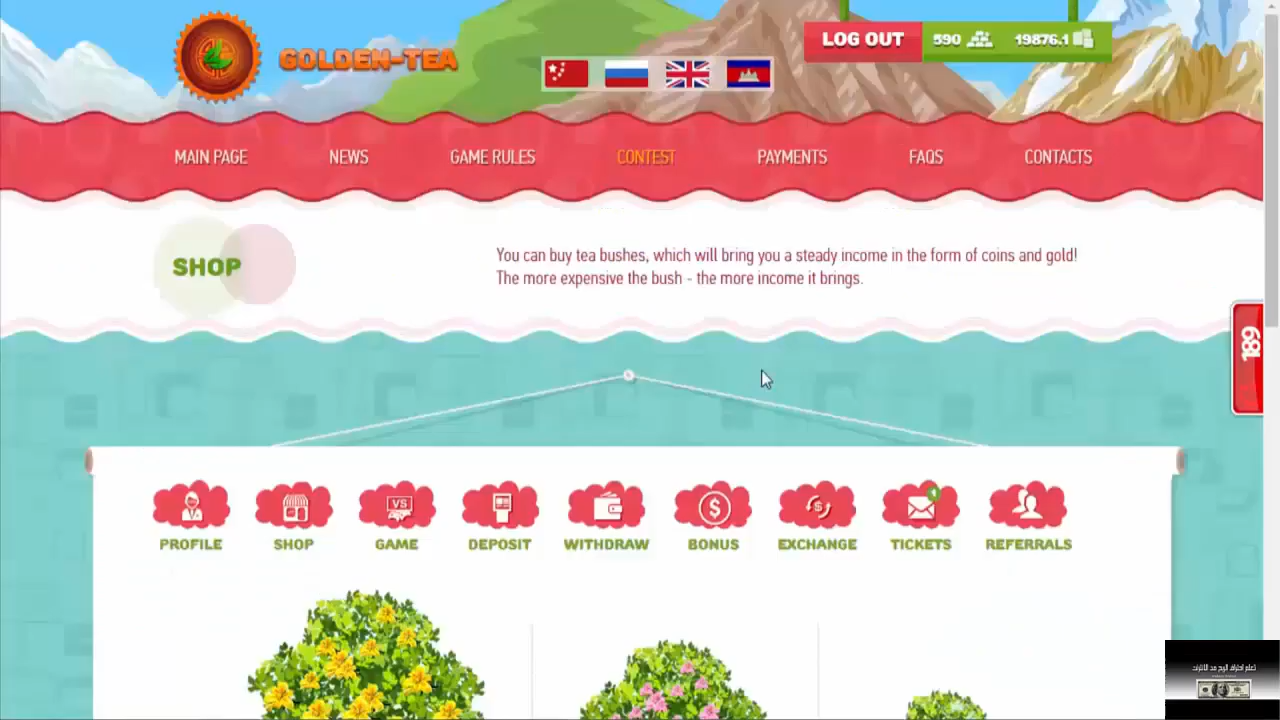 GOLDEN-TEA
LOG OUT
590
19876.1
MAIN PAGE
NEWS
GAME RULES
CONTEST
PAYMENTS
FAQS
CONTACTS
SHOP
You can buy tea bushes, which will bring you a steady income in the form of coins and gold!
The more expensive the bush - the more income it brings.
189
PROFILE
SHOP
VS
GAME
DEPOSIT
WITHDRAW
BONUS
EXCHANGE
TICKETS
REFERRALS